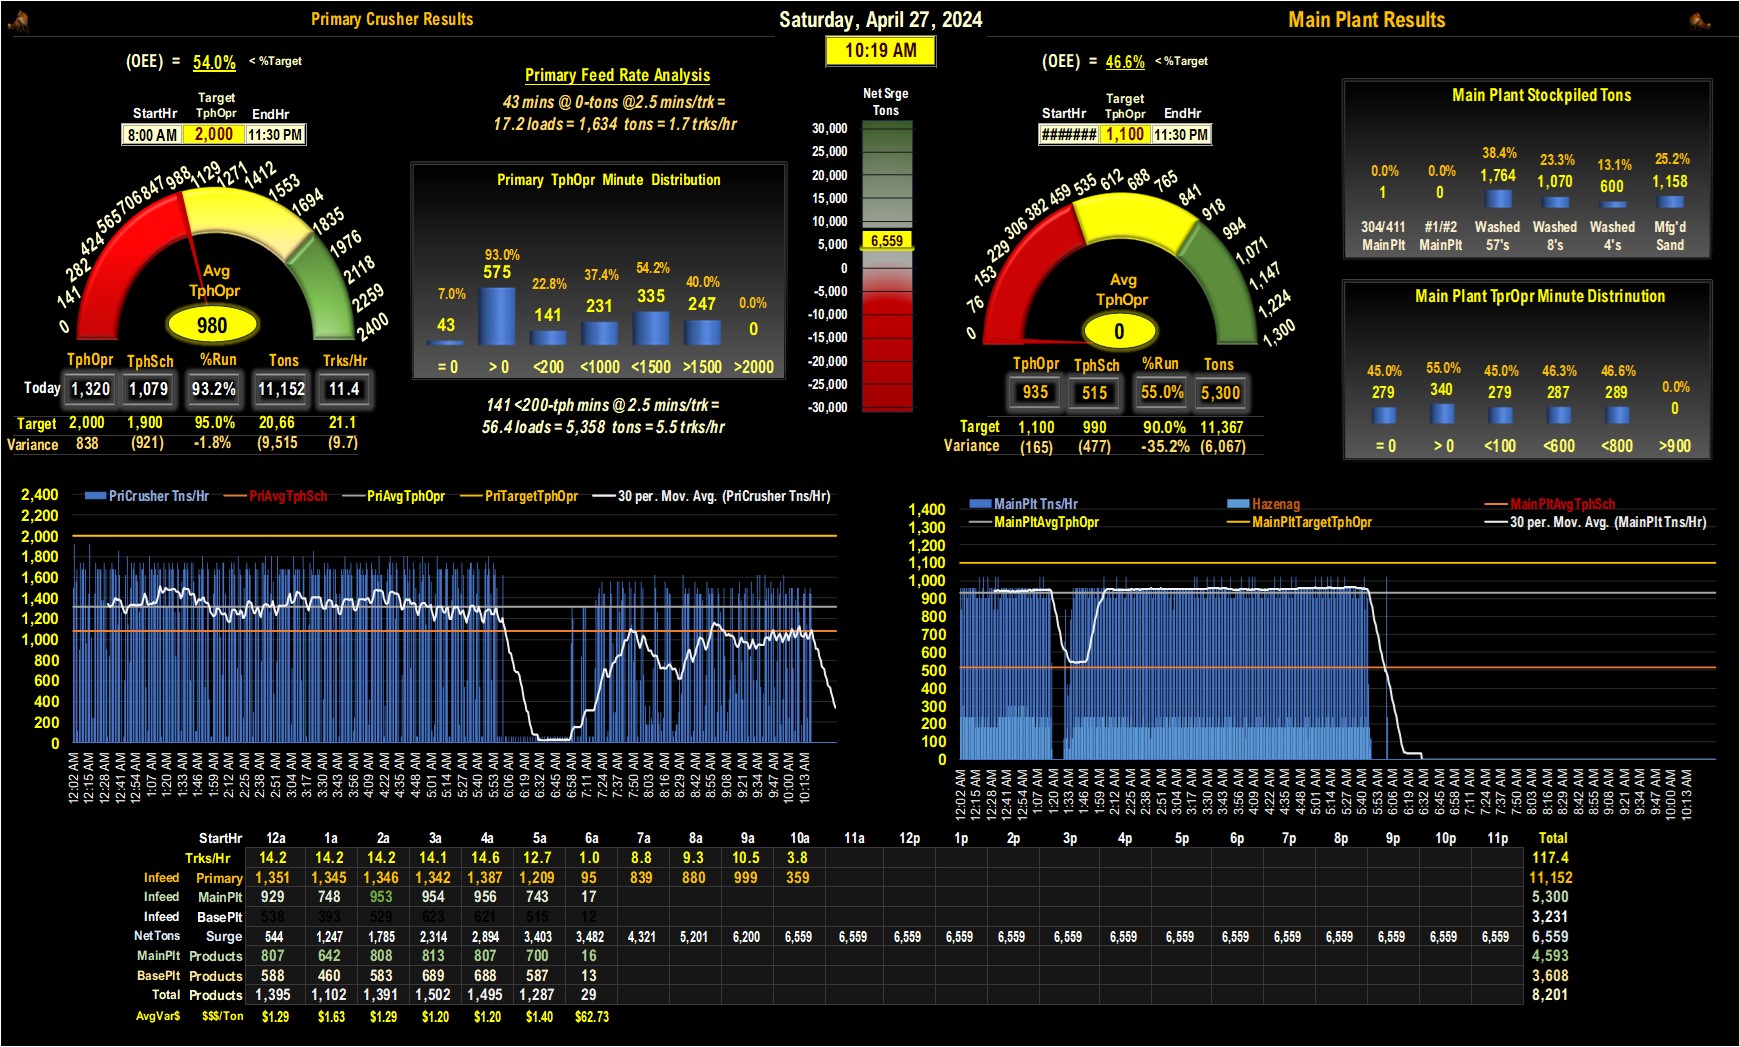 Primary Crusher Results
Saturday, April 27, 2024
Main Plant Results
10:19 AM
(OEE) = 54.0% < %Target
StartHr Target TphOpr EndHr
8:00 AM 2,000 11:30 PM
0 141 282 424 565 706 847 988 1129 1271 1412 1553 1694 1835 1976 2118 2259 2400
Avg
TphOpr
980
TphOpr TphSch %Run Tons Trks/Hr
Today 1,320 1,079 93.2% 11,152 11.4
Target 2,000 1,900 95.0% 20,66 21.1
Variance 838 (921) -1.8% (9,515 (9.7)
Primary Feed Rate Analysis
43 mins @ 0-tons @2.5 mins/trk =
17.2 loads = 1,634 tons = 1.7 trks/hr
Primary TphOpr Minute Distribution
7.0% 93.0% 22.8% 37.4% 54.2% 40.0% 0.0%
43 575 141 231 335 247 0
= 0 > 0 <200 <1000 <1500 >1500 >2000
141 <200-tph mins @ 2.5 mins/trk =
56.4 loads = 5,358 tons = 5.5 trks/hr
Net Srge
Tons
30,000
25,000
20,000
15,000
10,000
6,559
5,000
0
-5,000
-10,000
-15,000
-20,000
-25,000
-30,000
(OEE) = 46.6% < %Target
StartHr Target TphOpr EndHr
####### 1,100 11:30 PM
0 76 153 229 306 382 459 535 612 688 765 841 918 994 1,071 1,147 1,224 1,300
Avg
TphOpr
0
TphOpr TphSch %Run Tons
935 515 55.0% 5,300
Target 1,100 990 90.0% 11,367
Variance (165) (477) -35.2% (6,067)
Main Plant Stockpiled Tons
0.0% 0.0% 38.4% 23.3% 13.1% 25.2%
1 0 1,764 1,070 600 1,158
304/411 #1/#2 Washed Washed Washed Mfg'd
MainPlt MainPlt 57's 8's 4's Sand
Main Plant TprOpr Minute Distrinution
45.0% 55.0% 45.0% 46.3% 46.6% 0.0%
279 340 279 287 289 0
= 0 > 0 <100 <600 <800 >900
PriCrusher Tns/Hr PriAvgTphSch PriAvgTphOpr PriTargetTphOpr 30 per. Mov. Avg. (PriCrusher Tns/Hr)
2,400
2,200
2,000
1,800
1,600
1,400
1,200
1,000
800
600
400
200
0
12:02 AM 12:15 AM 12:28 AM 12:41 AM 12:54 AM 1:07 AM 1:20 AM 1:33 AM 1:46 AM 1:59 AM 2:12 AM 2:25 AM 2:38 AM 2:51 AM 3:04 AM 3:17 AM 3:30 AM 3:43 AM 3:56 AM 4:09 AM 4:22 AM 4:35 AM 4:48 AM 5:01 AM 5:14 AM 5:27 AM 5:40 AM 5:53 AM 6:06 AM 6:19 AM 6:32 AM 6:45 AM 6:58 AM 7:11 AM 7:24 AM 7:37 AM 7:50 AM 8:03 AM 8:16 AM 8:29 AM 8:42 AM 8:55 AM 9:08 AM 9:21 AM 9:34 AM 9:47 AM 10:00 AM 10:13 AM
MainPlt Tns/Hr Hazenag MainPltAvgTphSch
MainPltAvgTphOpr MainPltTargetTphOpr 30 per. Mov. Avg. (MainPlt Tns/Hr)
1,400
1,300
1,200
1,100
1,000
900
800
700
600
500
400
300
200
100
0
12:02 AM 12:15 AM 12:28 AM 12:41 AM 12:54 AM 1:07 AM 1:20 AM 1:33 AM 1:46 AM 1:59 AM 2:12 AM 2:25 AM 2:38 AM 2:51 AM 3:04 AM 3:17 AM 3:30 AM 3:43 AM 3:56 AM 4:09 AM 4:22 AM 4:35 AM 4:48 AM 5:01 AM 5:14 AM 5:27 AM 5:40 AM 5:53 AM 6:06 AM 6:19 AM 6:32 AM 6:45 AM 6:58 AM 7:11 AM 7:24 AM 7:37 AM 7:50 AM 8:03 AM 8:16 AM 8:29 AM 8:42 AM 8:55 AM 9:08 AM 9:21 AM 9:34 AM 9:47 AM 10:00 AM 10:13 AM
StartHr 12a 1a 2a 3a 4a 5a 6a 7a 8a 9a 10a 11a 12p 1p 2p 3p 4p 5p 6p 7p 8p 9p 10p 11p Total
Trks/Hr 14.2 14.2 14.2 14.1 14.6 12.7 1.0 8.8 9.3 10.5 3.8 117.4
Infeed Primary 1,351 1,345 1,346 1,342 1,387 1,209 95 839 880 999 359 11,152
Infeed MainPlt 929 748 953 954 956 743 17 5,300
Infeed BasePlt 538 393 529 623 621 515 12 3,231
NetTons Surge 544 1,247 1,785 2,314 2,894 3,403 3,482 4,321 5,201 6,200 6,559 6,559 6,559 6,559 6,559 6,559 6,559 6,559 6,559 6,559 6,559 6,559 6,559 6,559 6,559
MainPlt Products 807 642 808 813 807 700 16 4,593
BasePlt Products 588 460 583 689 688 587 13 3,608
Total Products 1,395 1,102 1,391 1,502 1,495 1,287 29 8,201
AvgVar$ $$$/Ton $1.29 $1.63 $1.29 $1.20 $1.20 $1.40 $62.73